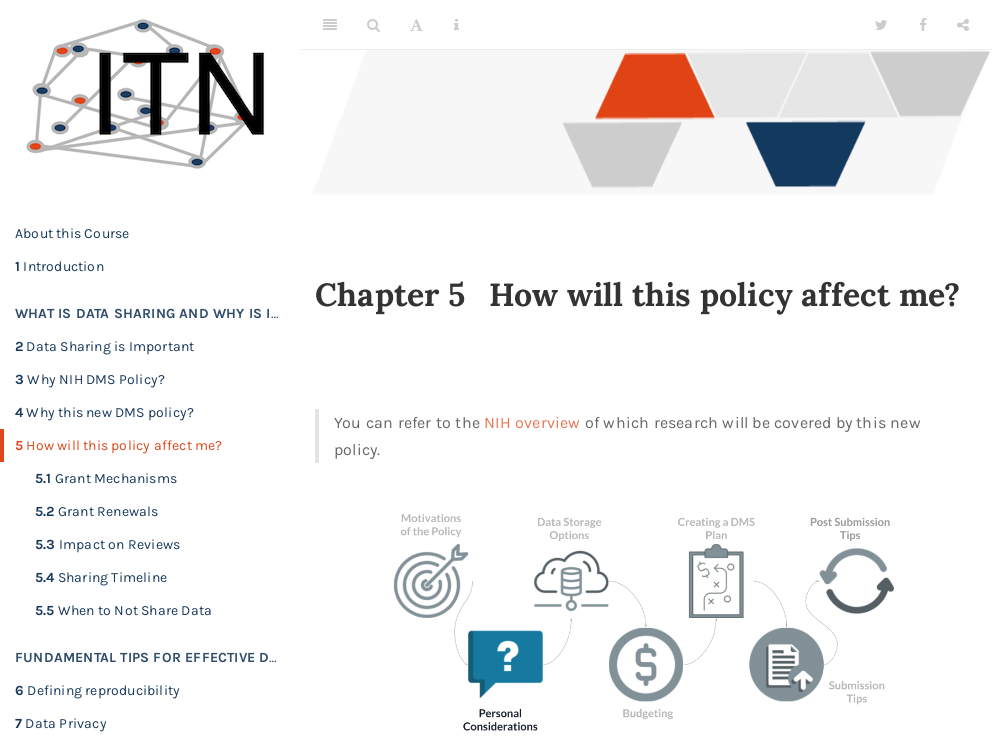 ITN
About this Course
1 Introduction
WHAT IS DATA SHARING AND WHY IS I…
2 Data Sharing is Important
3 Why NIH DMS Policy?
4 Why this new DMS policy?
5 How will this policy affect me?
5.1 Grant Mechanisms
5.2 Grant Renewals
5.3 Impact on Reviews
5.4 Sharing Timeline
5.5 When to Not Share Data
FUNDAMENTAL TIPS FOR EFFECTIVE D…
6 Defining reproducibility
7 Data Privacy
A
i
Chapter 5 How will this policy affect me?
You can refer to the NIH overview of which research will be covered by this new
policy.
Motivations
of the Policy
Data Storage
Options
Creating a DMS
Plan
Post Submission
Tips
?
$
Personal
Considerations
Budgeting
Submission
Tips